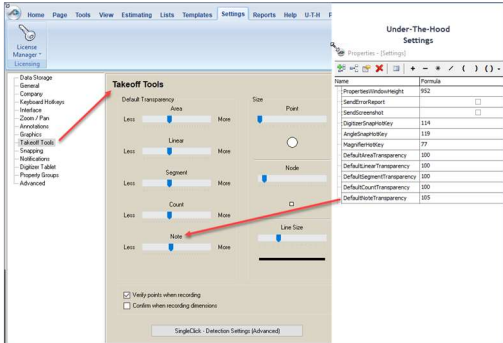 Home Page Tools View Estimating Lists Templates Settings Reports Help U-T-H
License
Manager
Licensing
Data Storage
General
Company
Keyboard Hotkeys
Interface
Zoom / Pan
Annotations
Graphics
Takeoff Tools
Snapping
Notifications
Digitizer Tablet
Property Groups
Advanced
Takeoff Tools
Default Transparency
Area
Less More
Linear
Less More
Segment
Less More
Count
Less More
Note
Less More
Size
Point
Node
Line Size
Verify points when recording
Confirm when recording dimensions
SingleClick - Detection Settings (Advanced)
Under-The-Hood
Settings
Properties - [Settings]
+ − * / ( ) () -
Name Formula
PropertiesWindowHeight 952
SendErrorReport
SendScreenshot
DigitizerSnapHotKey 114
AngleSnapHotKey 119
MagnifierHotKey 77
DefaultAreaTransparency 100
DefaultLinearTransparency 100
DefaultSegmentTransparency 100
DefaultCountTransparency 100
DefaultNoteTransparency 105